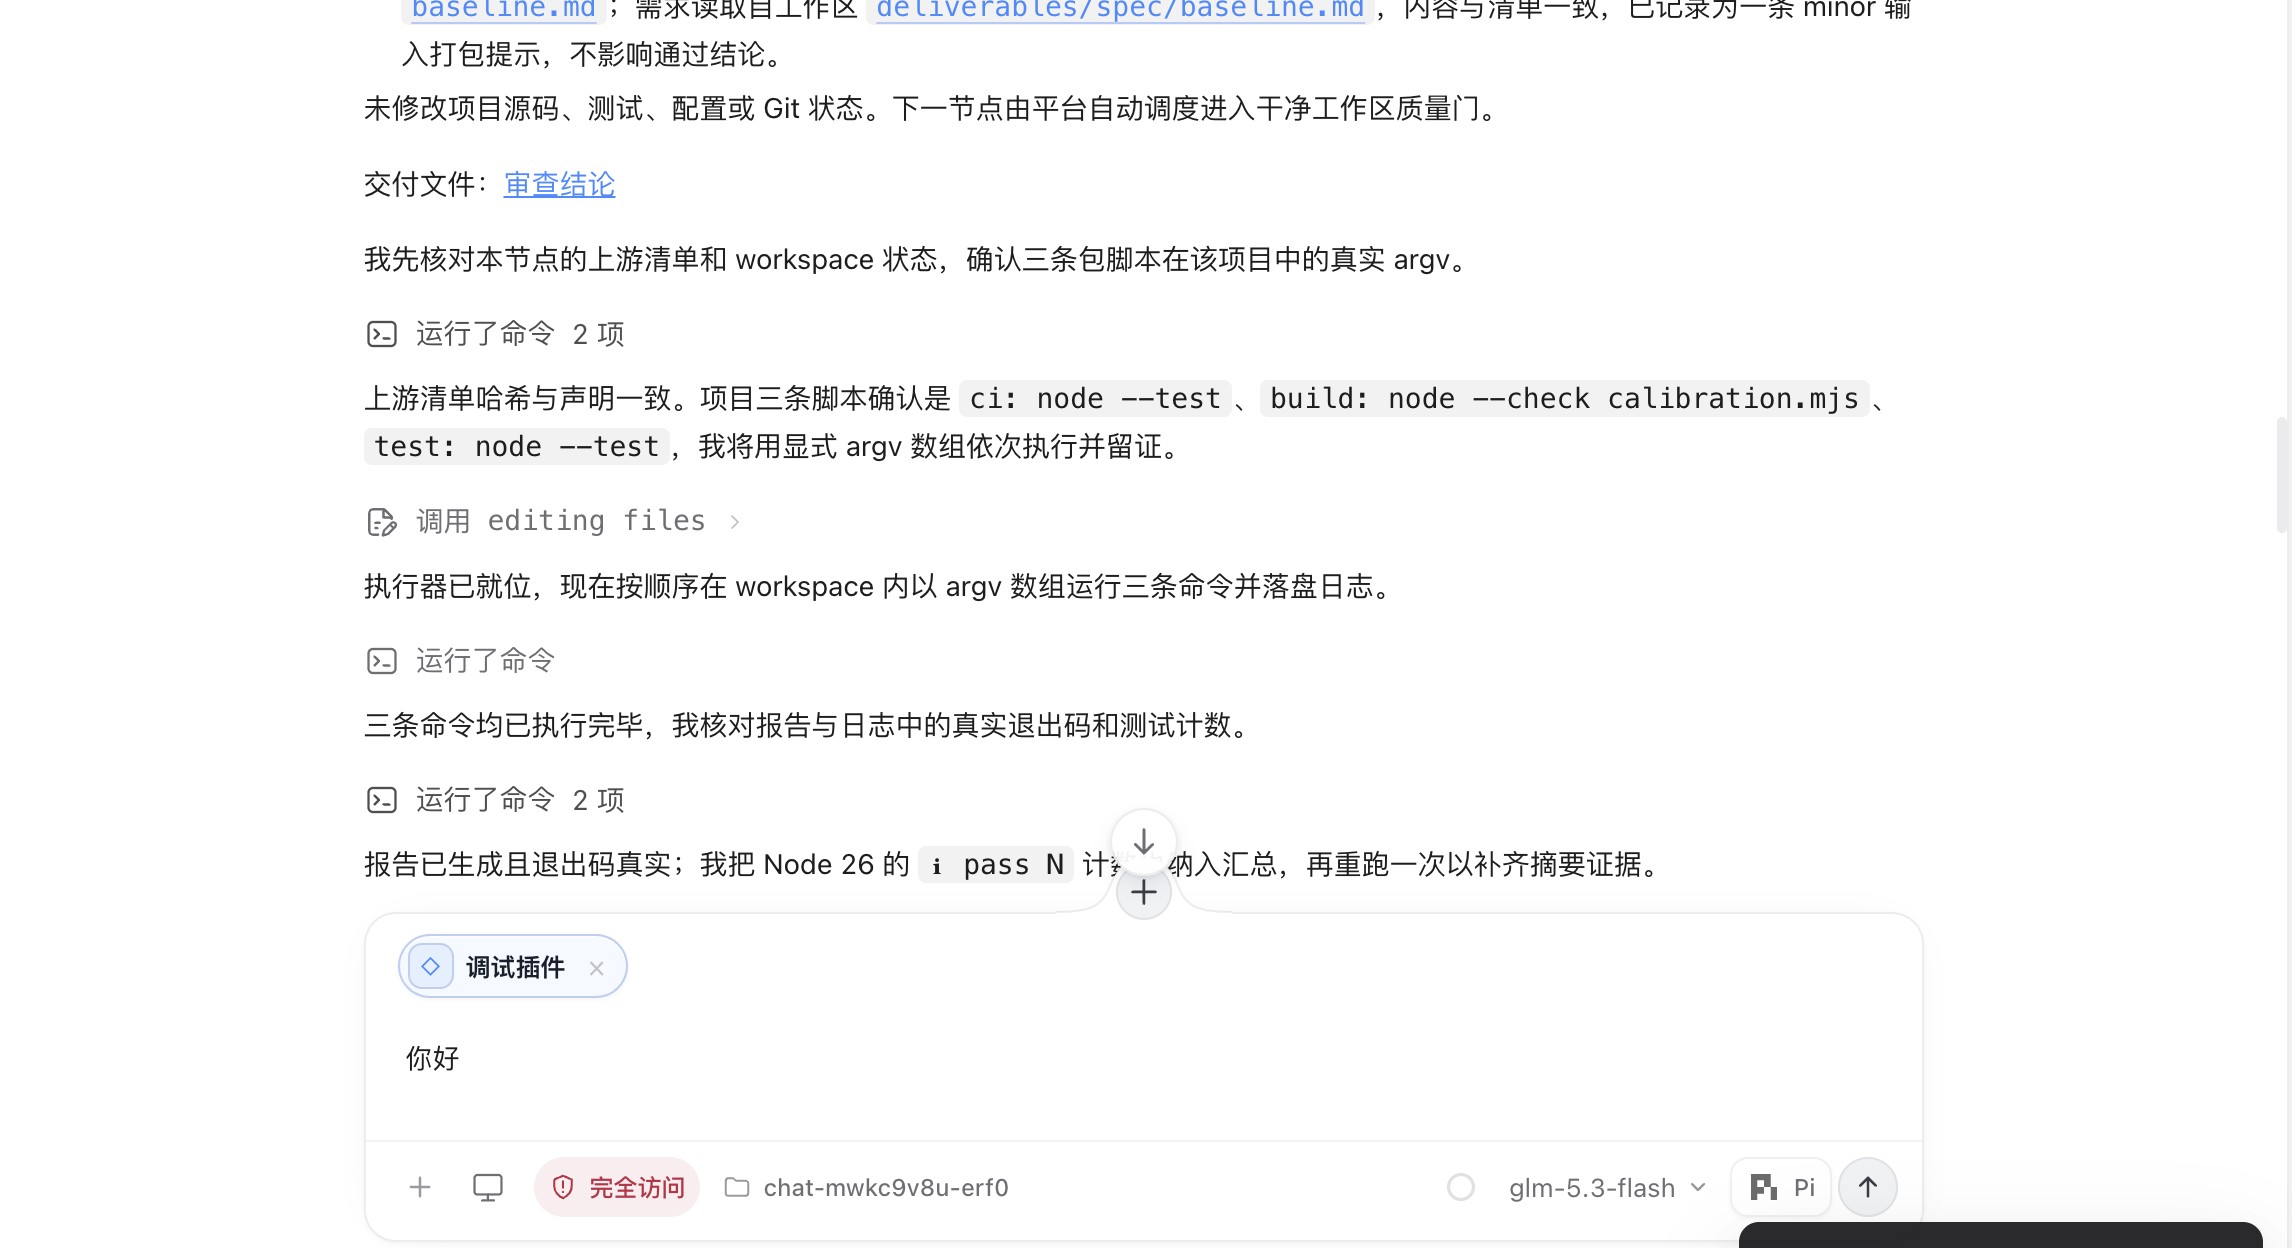 baseline.md；需求读取自工作区 deliverables/spec/baseline.md，内容与清单一致，已记录为一条 minor 输
入打包提示，不影响通过结论。
未修改项目源码、测试、配置或 Git 状态。下一节点由平台自动调度进入干净工作区质量门。
交付文件：审查结论
我先核对本节点的上游清单和 workspace 状态，确认三条包脚本在该项目中的真实 argv。
运行了命令 2 项
上游清单哈希与声明一致。项目三条脚本确认是 ci: node --test、build: node --check calibration.mjs、
test: node --test，我将用显式 argv 数组依次执行并留证。
调用 editing files
执行器已就位，现在按顺序在 workspace 内以 argv 数组运行三条命令并落盘日志。
运行了命令
三条命令均已执行完毕，我核对报告与日志中的真实退出码和测试计数。
运行了命令 2 项
报告已生成且退出码真实；我把 Node 26 的 ℹ pass N 计数 纳入汇总，再重跑一次以补齐摘要证据。
调试插件
你好
完全访问 chat-mwkc9v8u-erf0 glm-5.3-flash Pi